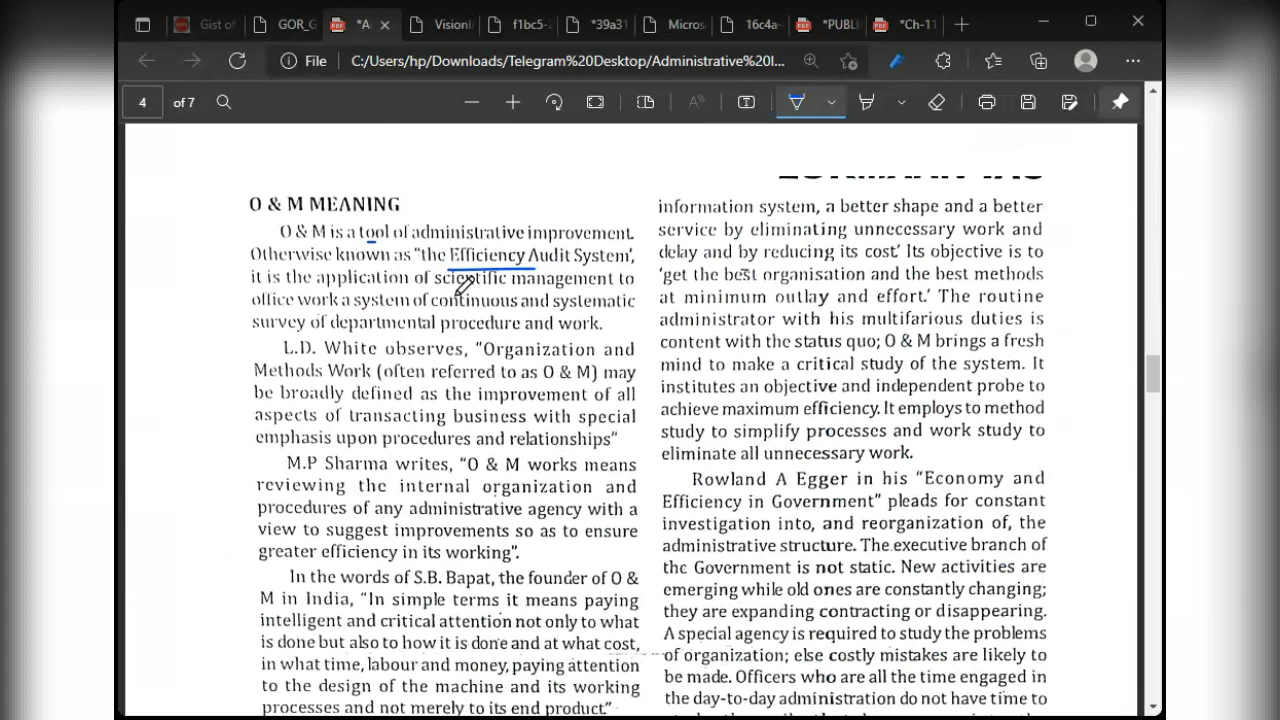 Gist of
GOR_G
*A
Vision
f1bc5-2
*39a31
Micros
16c4a-
*PUBL
*Ch-11
File
C:/Users/hp/Downloads/Telegram%20Desktop/Administrative%20I...
4
of 7
O & M MEANING
O & M is a tool of administrative improvement.
Otherwise known as "the Efficiency Audit System',
it is the application of scientific management to
office work a system of continuous and systematic
survey of departmental procedure and work.
L.D. White observes, "Organization and
Methods Work (often referred to as O & M) may
be broadly defined as the improvement of all
aspects of transacting business with special
emphasis upon procedures and relationships"
M.P Sharma writes, "O & M works means
reviewing the internal organization and
procedures of any administrative agency with a
view to suggest improvements so as to ensure
greater efficiency in its working".
In the words of S.B. Bapat, the founder of O &
M in India, "In simple terms it means paying
intelligent and critical attention not only to what
is done but also to how it is done and at what cost,
in what time, labour and money, paying attention
to the design of the machine and its working
processes and not merely to its end product."
information system, a better shape and a better
service by eliminating unnecessary work and
delay and by reducing its cost' Its objective is to
'get the best organisation and the best methods
at minimum outlay and effort.' The routine
administrator with his multifarious duties is
content with the status quo; O & M brings a fresh
mind to make a critical study of the system. It
institutes an objective and independent probe to
achieve maximum efficiency. It employs to method
study to simplify processes and work study to
eliminate all unnecessary work.
Rowland A Egger in his "Economy and
Efficiency in Government" pleads for constant
investigation into, and reorganization of, the
administrative structure. The executive branch of
the Government is not static. New activities are
emerging while old ones are constantly changing;
they are expanding contracting or disappearing.
A special agency is required to study the problems
of organization; else costly mistakes are likely to
be made. Officers who are all the time engaged in
the day-to-day administration do not have time to